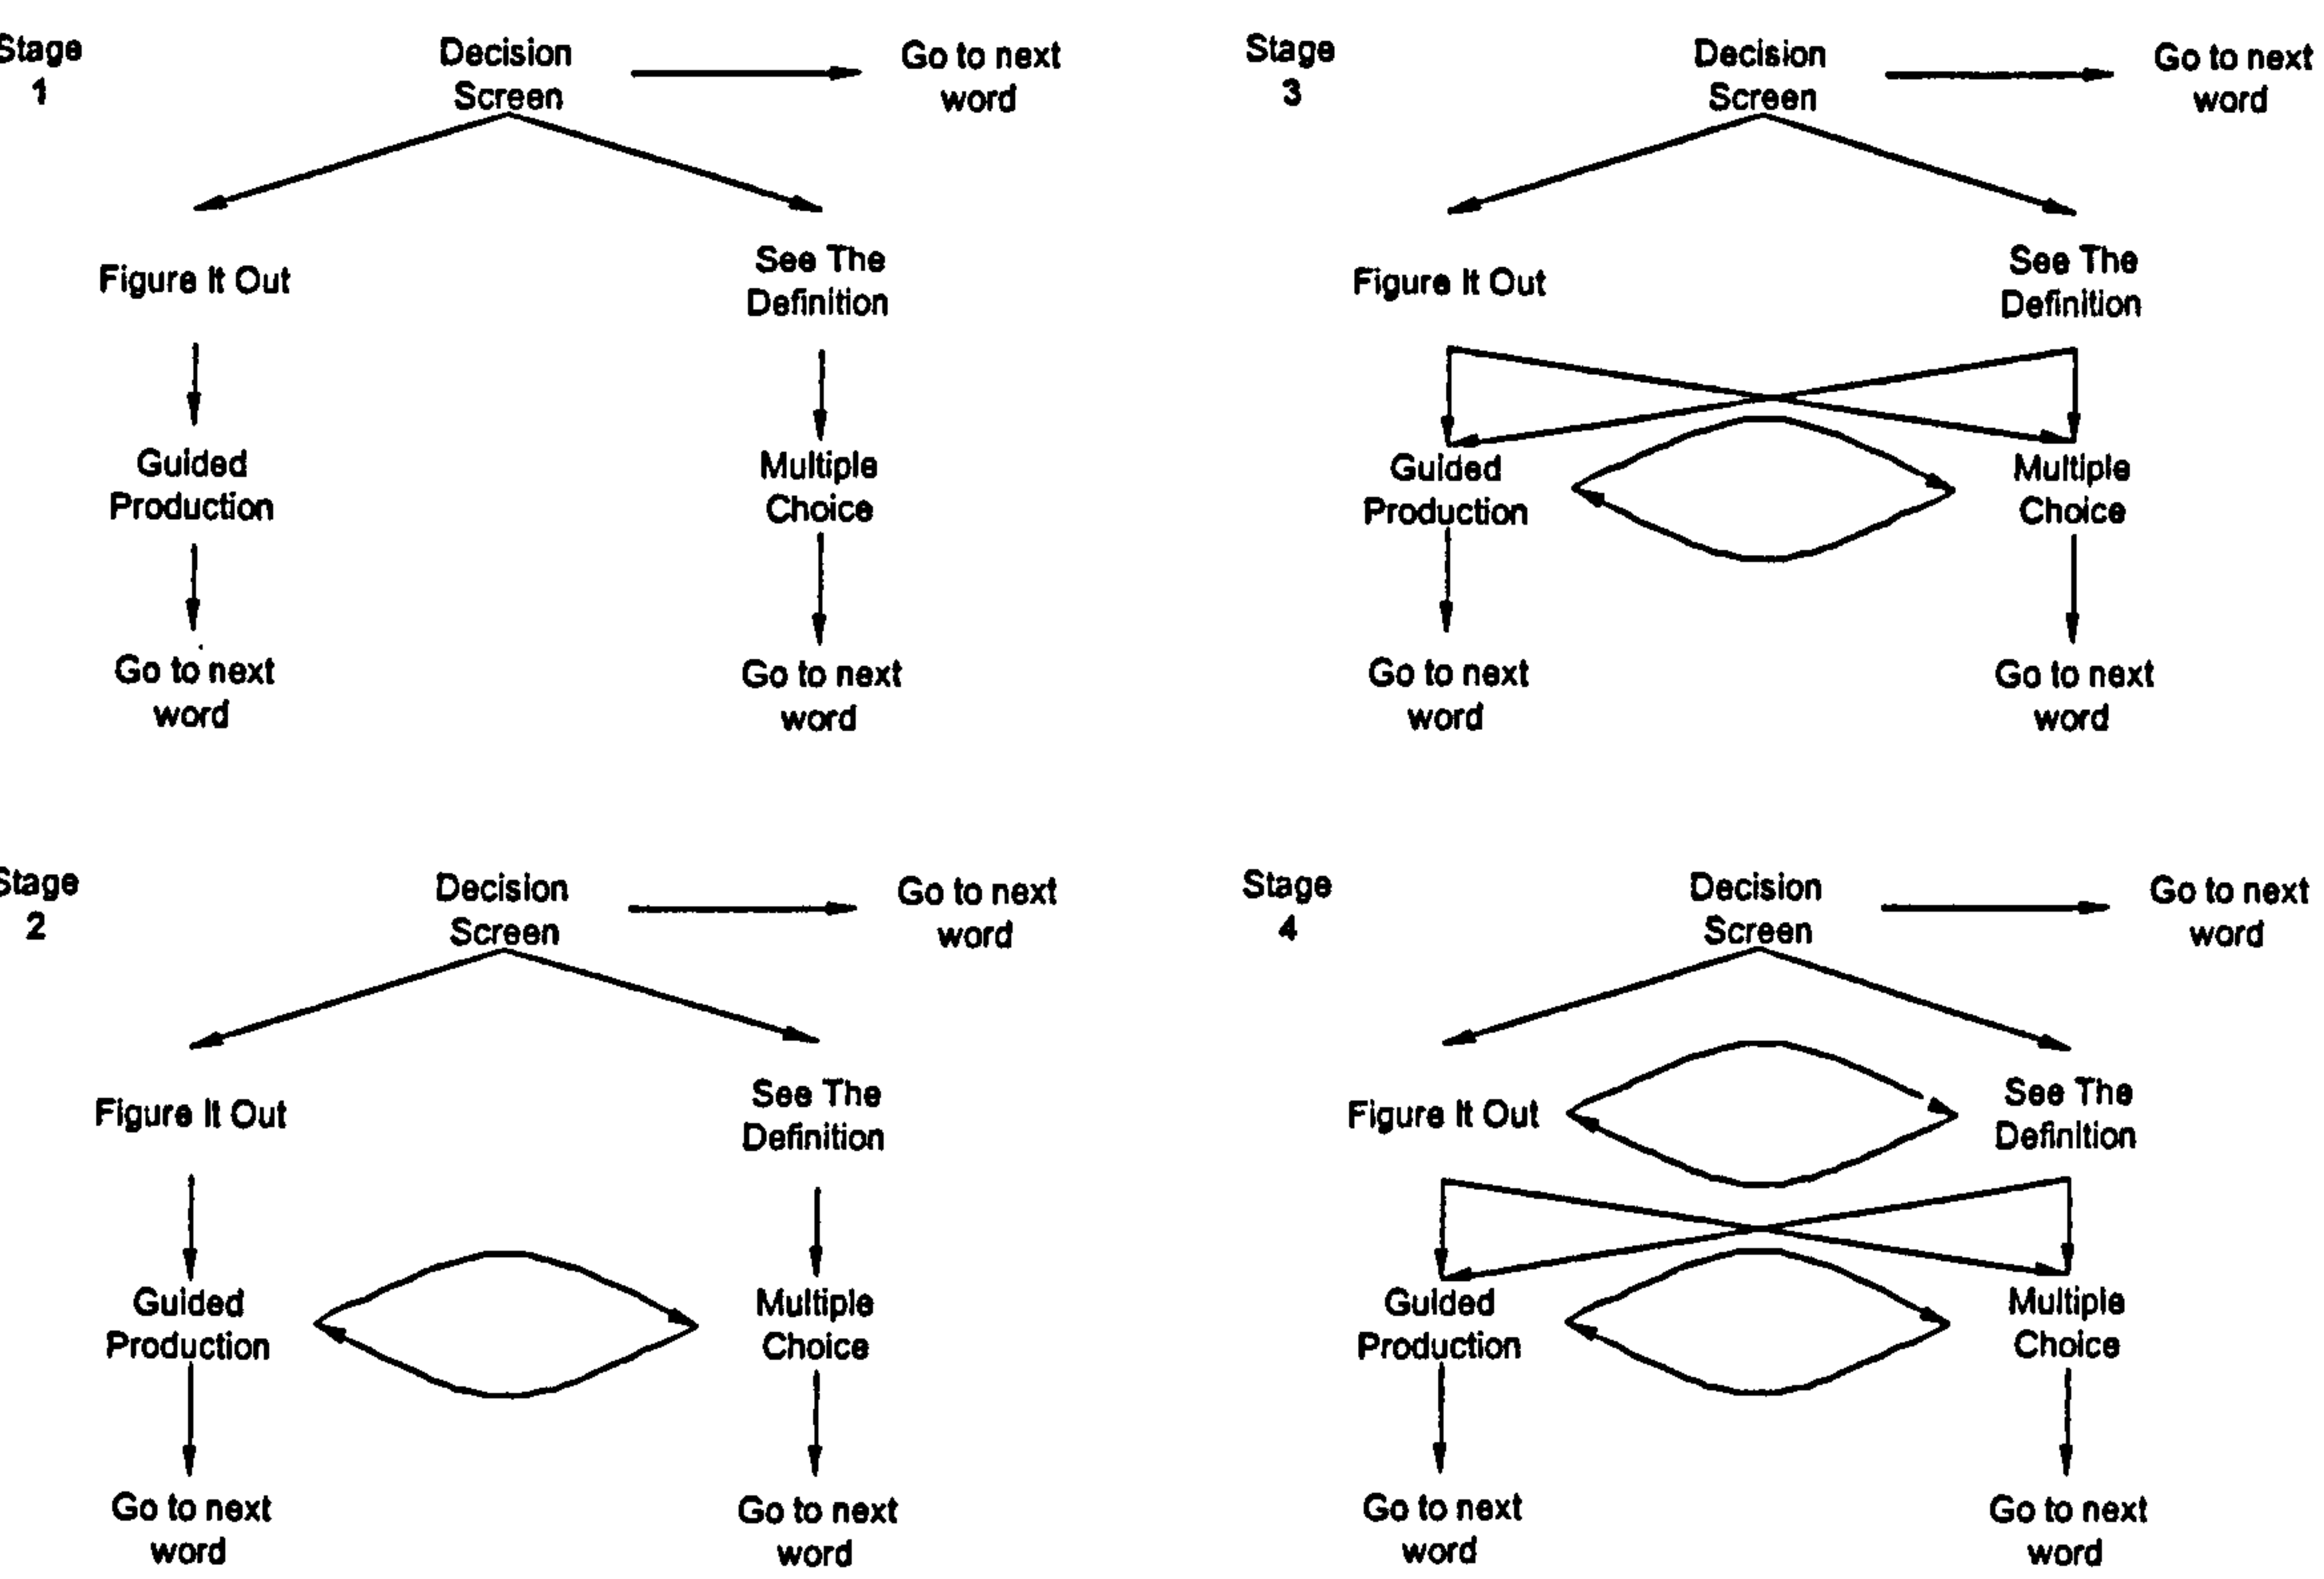 Stage
1
Decision
Screen
Go to next
word
Figure It Out
See The
Definition
Guided
Production
Multiple
Choice
Go to next
word
Go to next
word
Stage
3
Decision
Screen
Go to next
word
Figure It Out
See The
Definition
Guided
Production
Multiple
Choice
Go to next
word
Go to next
word
Stage
2
Decision
Screen
Go to next
word
Figure It Out
See The
Definition
Guided
Production
Multiple
Choice
Go to next
word
Go to next
word
Stage
4
Decision
Screen
Go to next
word
Figure It Out
See The
Definition
Guided
Production
Multiple
Choice
Go to next
word
Go to next
word